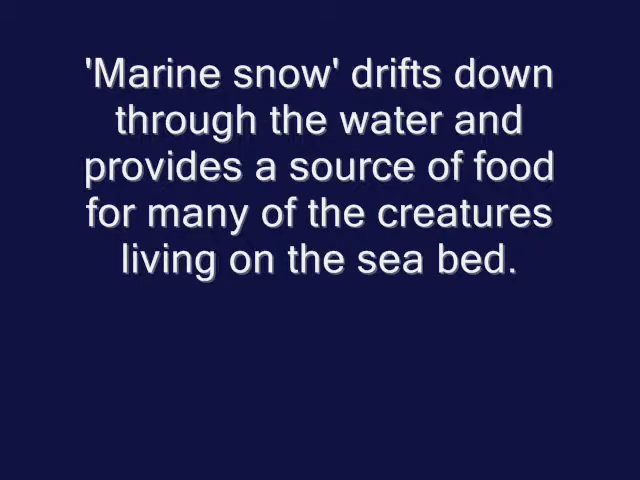 'Marine snow' drifts down
through the water and
provides a source of food
for many of the creatures
living on the sea bed.